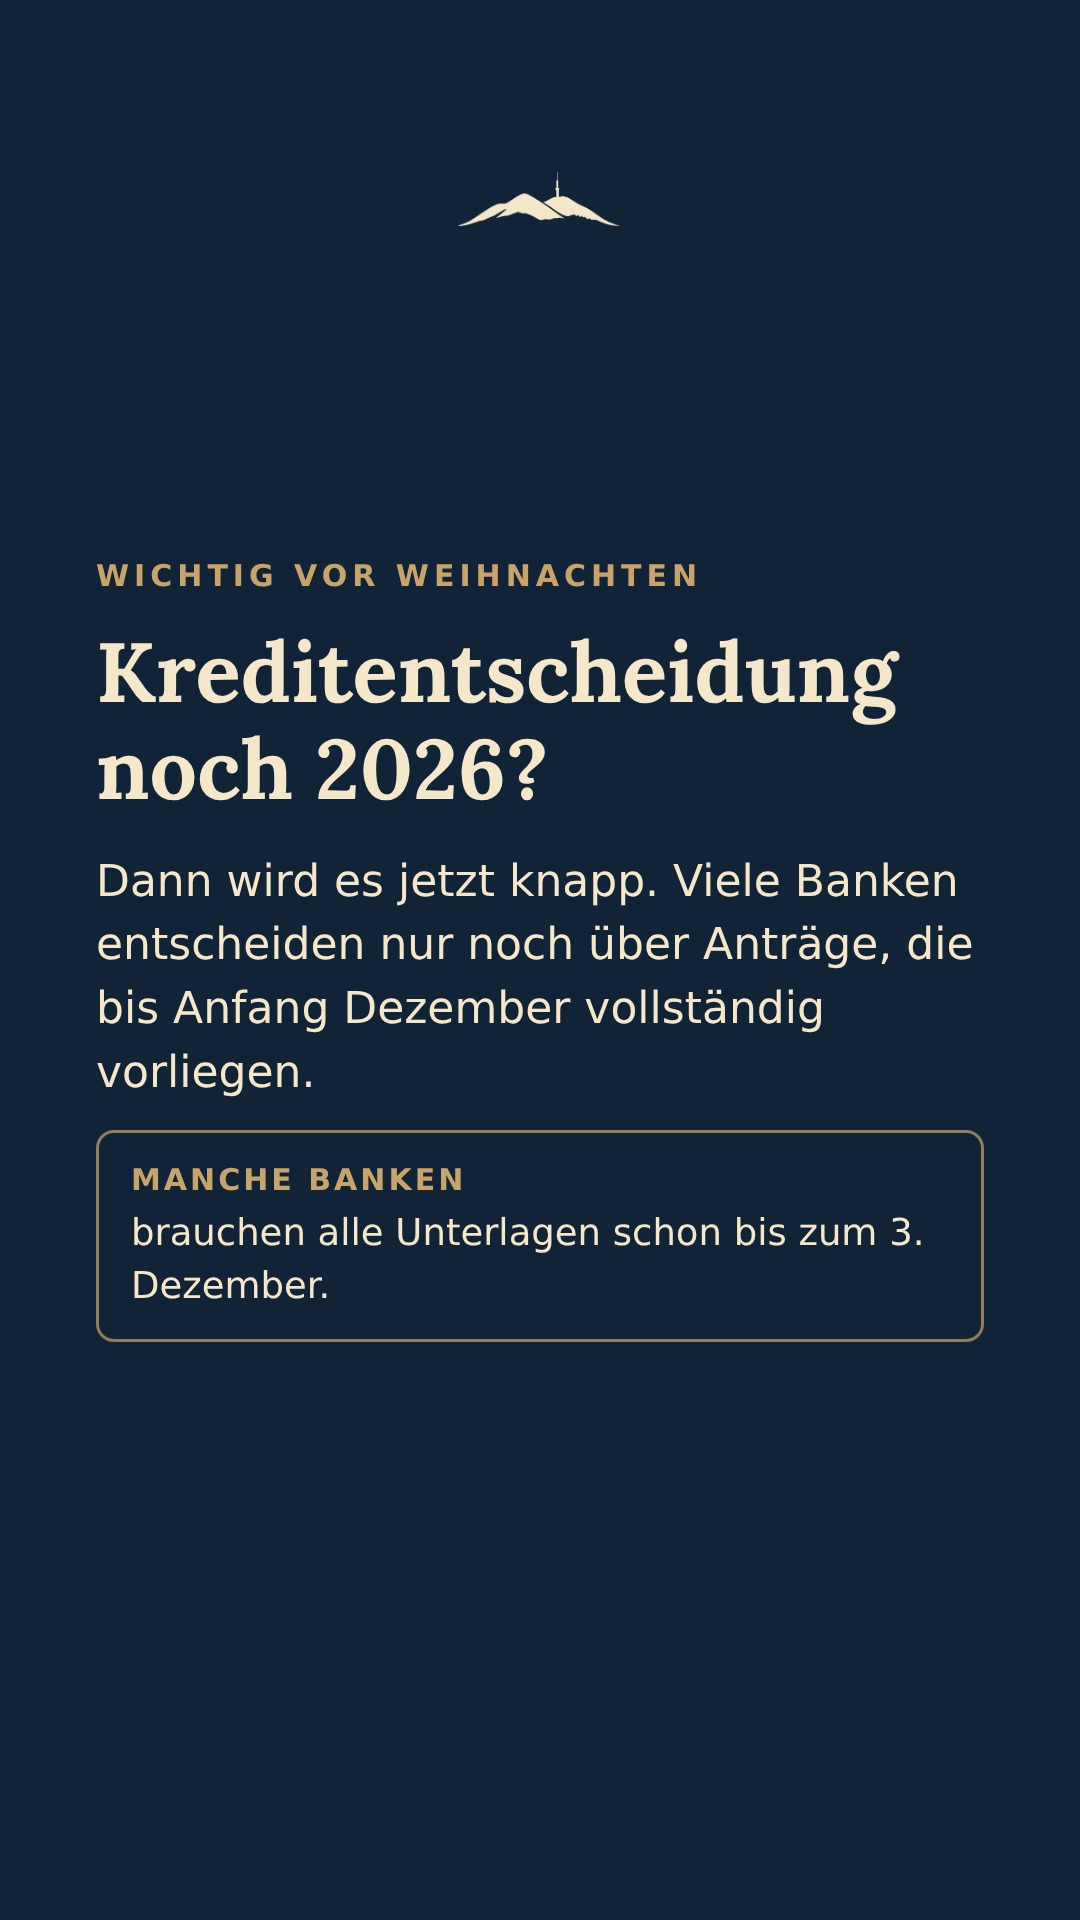 WICHTIG VOR WEIHNACHTEN
Kreditentscheidung
noch 2026?
Dann wird es jetzt knapp. Viele Banken
entscheiden nur noch über Anträge, die
bis Anfang Dezember vollständig
vorliegen.
MANCHE BANKEN
brauchen alle Unterlagen schon bis zum 3.
Dezember.